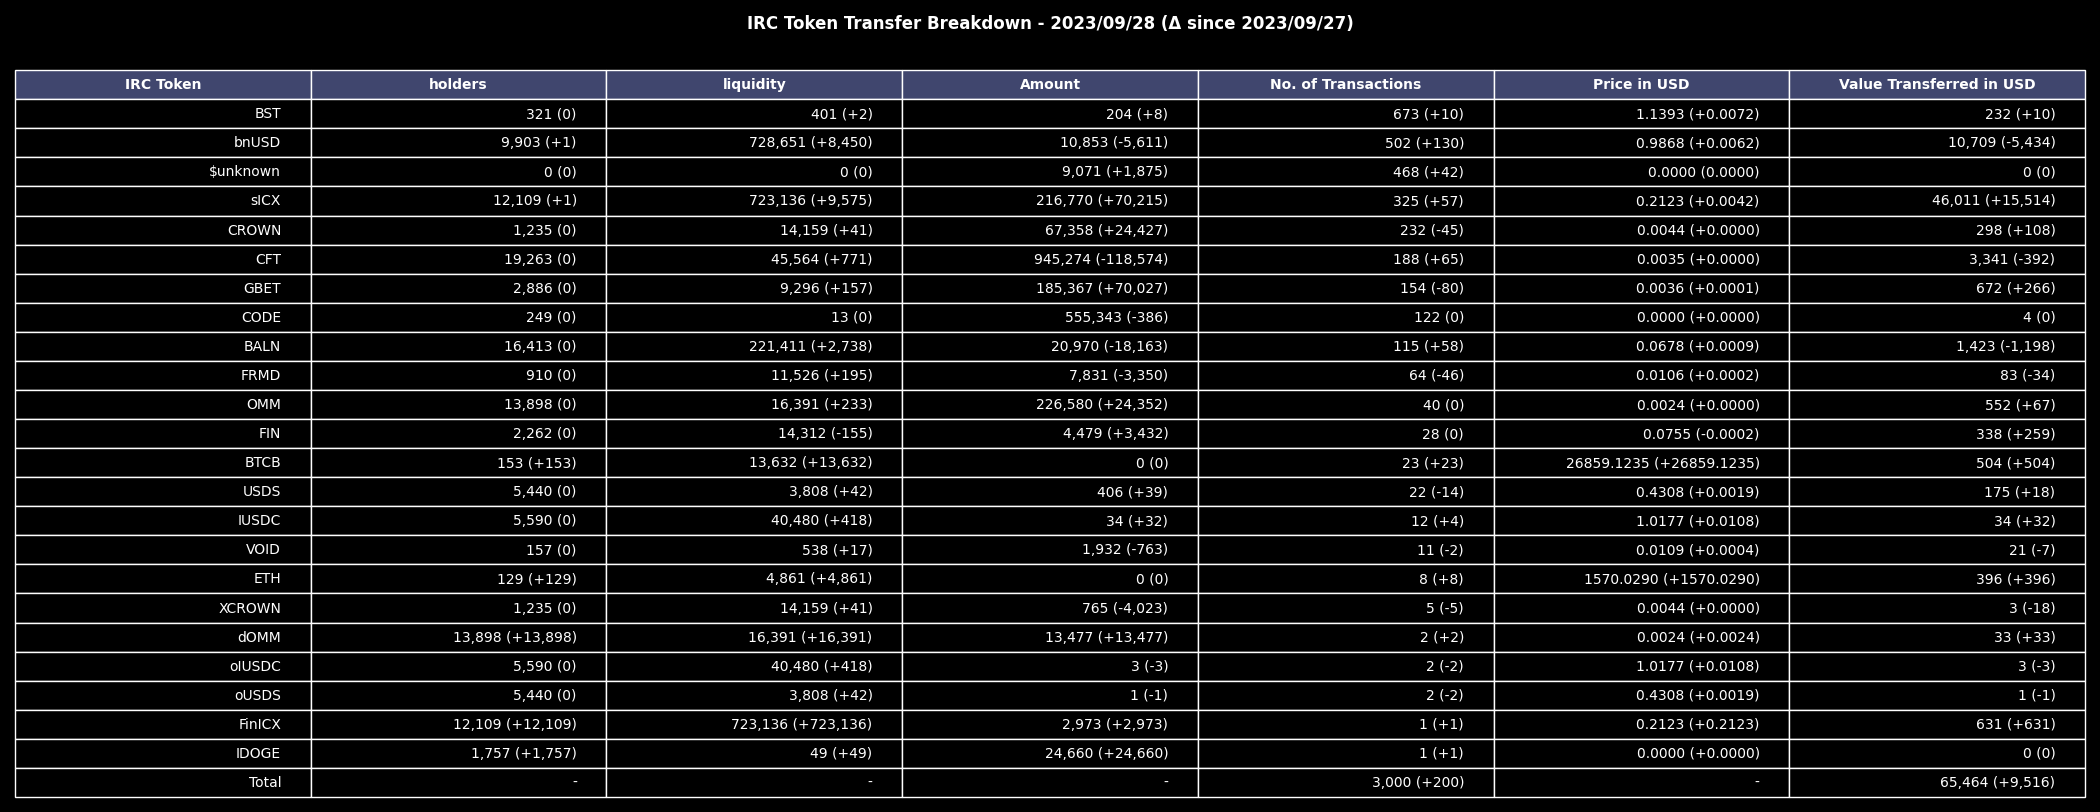 IRC Token Transfer Breakdown - 2023/09/28 (Δ since 2023/09/27)
IRC Token holders liquidity Amount No. of Transactions Price in USD Value Transferred in USD
BST 321 (0) 401 (+2) 204 (+8) 673 (+10) 1.1393 (+0.0072) 232 (+10)
bnUSD 9,903 (+1) 728,651 (+8,450) 10,853 (-5,611) 502 (+130) 0.9868 (+0.0062) 10,709 (-5,434)
$unknown 0 (0) 0 (0) 9,071 (+1,875) 468 (+42) 0.0000 (0.0000) 0 (0)
sICX 12,109 (+1) 723,136 (+9,575) 216,770 (+70,215) 325 (+57) 0.2123 (+0.0042) 46,011 (+15,514)
CROWN 1,235 (0) 14,159 (+41) 67,358 (+24,427) 232 (-45) 0.0044 (+0.0000) 298 (+108)
CFT 19,263 (0) 45,564 (+771) 945,274 (-118,574) 188 (+65) 0.0035 (+0.0000) 3,341 (-392)
GBET 2,886 (0) 9,296 (+157) 185,367 (+70,027) 154 (-80) 0.0036 (+0.0001) 672 (+266)
CODE 249 (0) 13 (0) 555,343 (-386) 122 (0) 0.0000 (+0.0000) 4 (0)
BALN 16,413 (0) 221,411 (+2,738) 20,970 (-18,163) 115 (+58) 0.0678 (+0.0009) 1,423 (-1,198)
FRMD 910 (0) 11,526 (+195) 7,831 (-3,350) 64 (-46) 0.0106 (+0.0002) 83 (-34)
OMM 13,898 (0) 16,391 (+233) 226,580 (+24,352) 40 (0) 0.0024 (+0.0000) 552 (+67)
FIN 2,262 (0) 14,312 (-155) 4,479 (+3,432) 28 (0) 0.0755 (-0.0002) 338 (+259)
BTCB 153 (+153) 13,632 (+13,632) 0 (0) 23 (+23) 26859.1235 (+26859.1235) 504 (+504)
USDS 5,440 (0) 3,808 (+42) 406 (+39) 22 (-14) 0.4308 (+0.0019) 175 (+18)
IUSDC 5,590 (0) 40,480 (+418) 34 (+32) 12 (+4) 1.0177 (+0.0108) 34 (+32)
VOID 157 (0) 538 (+17) 1,932 (-763) 11 (-2) 0.0109 (+0.0004) 21 (-7)
ETH 129 (+129) 4,861 (+4,861) 0 (0) 8 (+8) 1570.0290 (+1570.0290) 396 (+396)
XCROWN 1,235 (0) 14,159 (+41) 765 (-4,023) 5 (-5) 0.0044 (+0.0000) 3 (-18)
dOMM 13,898 (+13,898) 16,391 (+16,391) 13,477 (+13,477) 2 (+2) 0.0024 (+0.0024) 33 (+33)
oIUSDC 5,590 (0) 40,480 (+418) 3 (-3) 2 (-2) 1.0177 (+0.0108) 3 (-3)
oUSDS 5,440 (0) 3,808 (+42) 1 (-1) 2 (-2) 0.4308 (+0.0019) 1 (-1)
FinICX 12,109 (+12,109) 723,136 (+723,136) 2,973 (+2,973) 1 (+1) 0.2123 (+0.2123) 631 (+631)
IDOGE 1,757 (+1,757) 49 (+49) 24,660 (+24,660) 1 (+1) 0.0000 (+0.0000) 0 (0)
Total - - - 3,000 (+200) - 65,464 (+9,516)